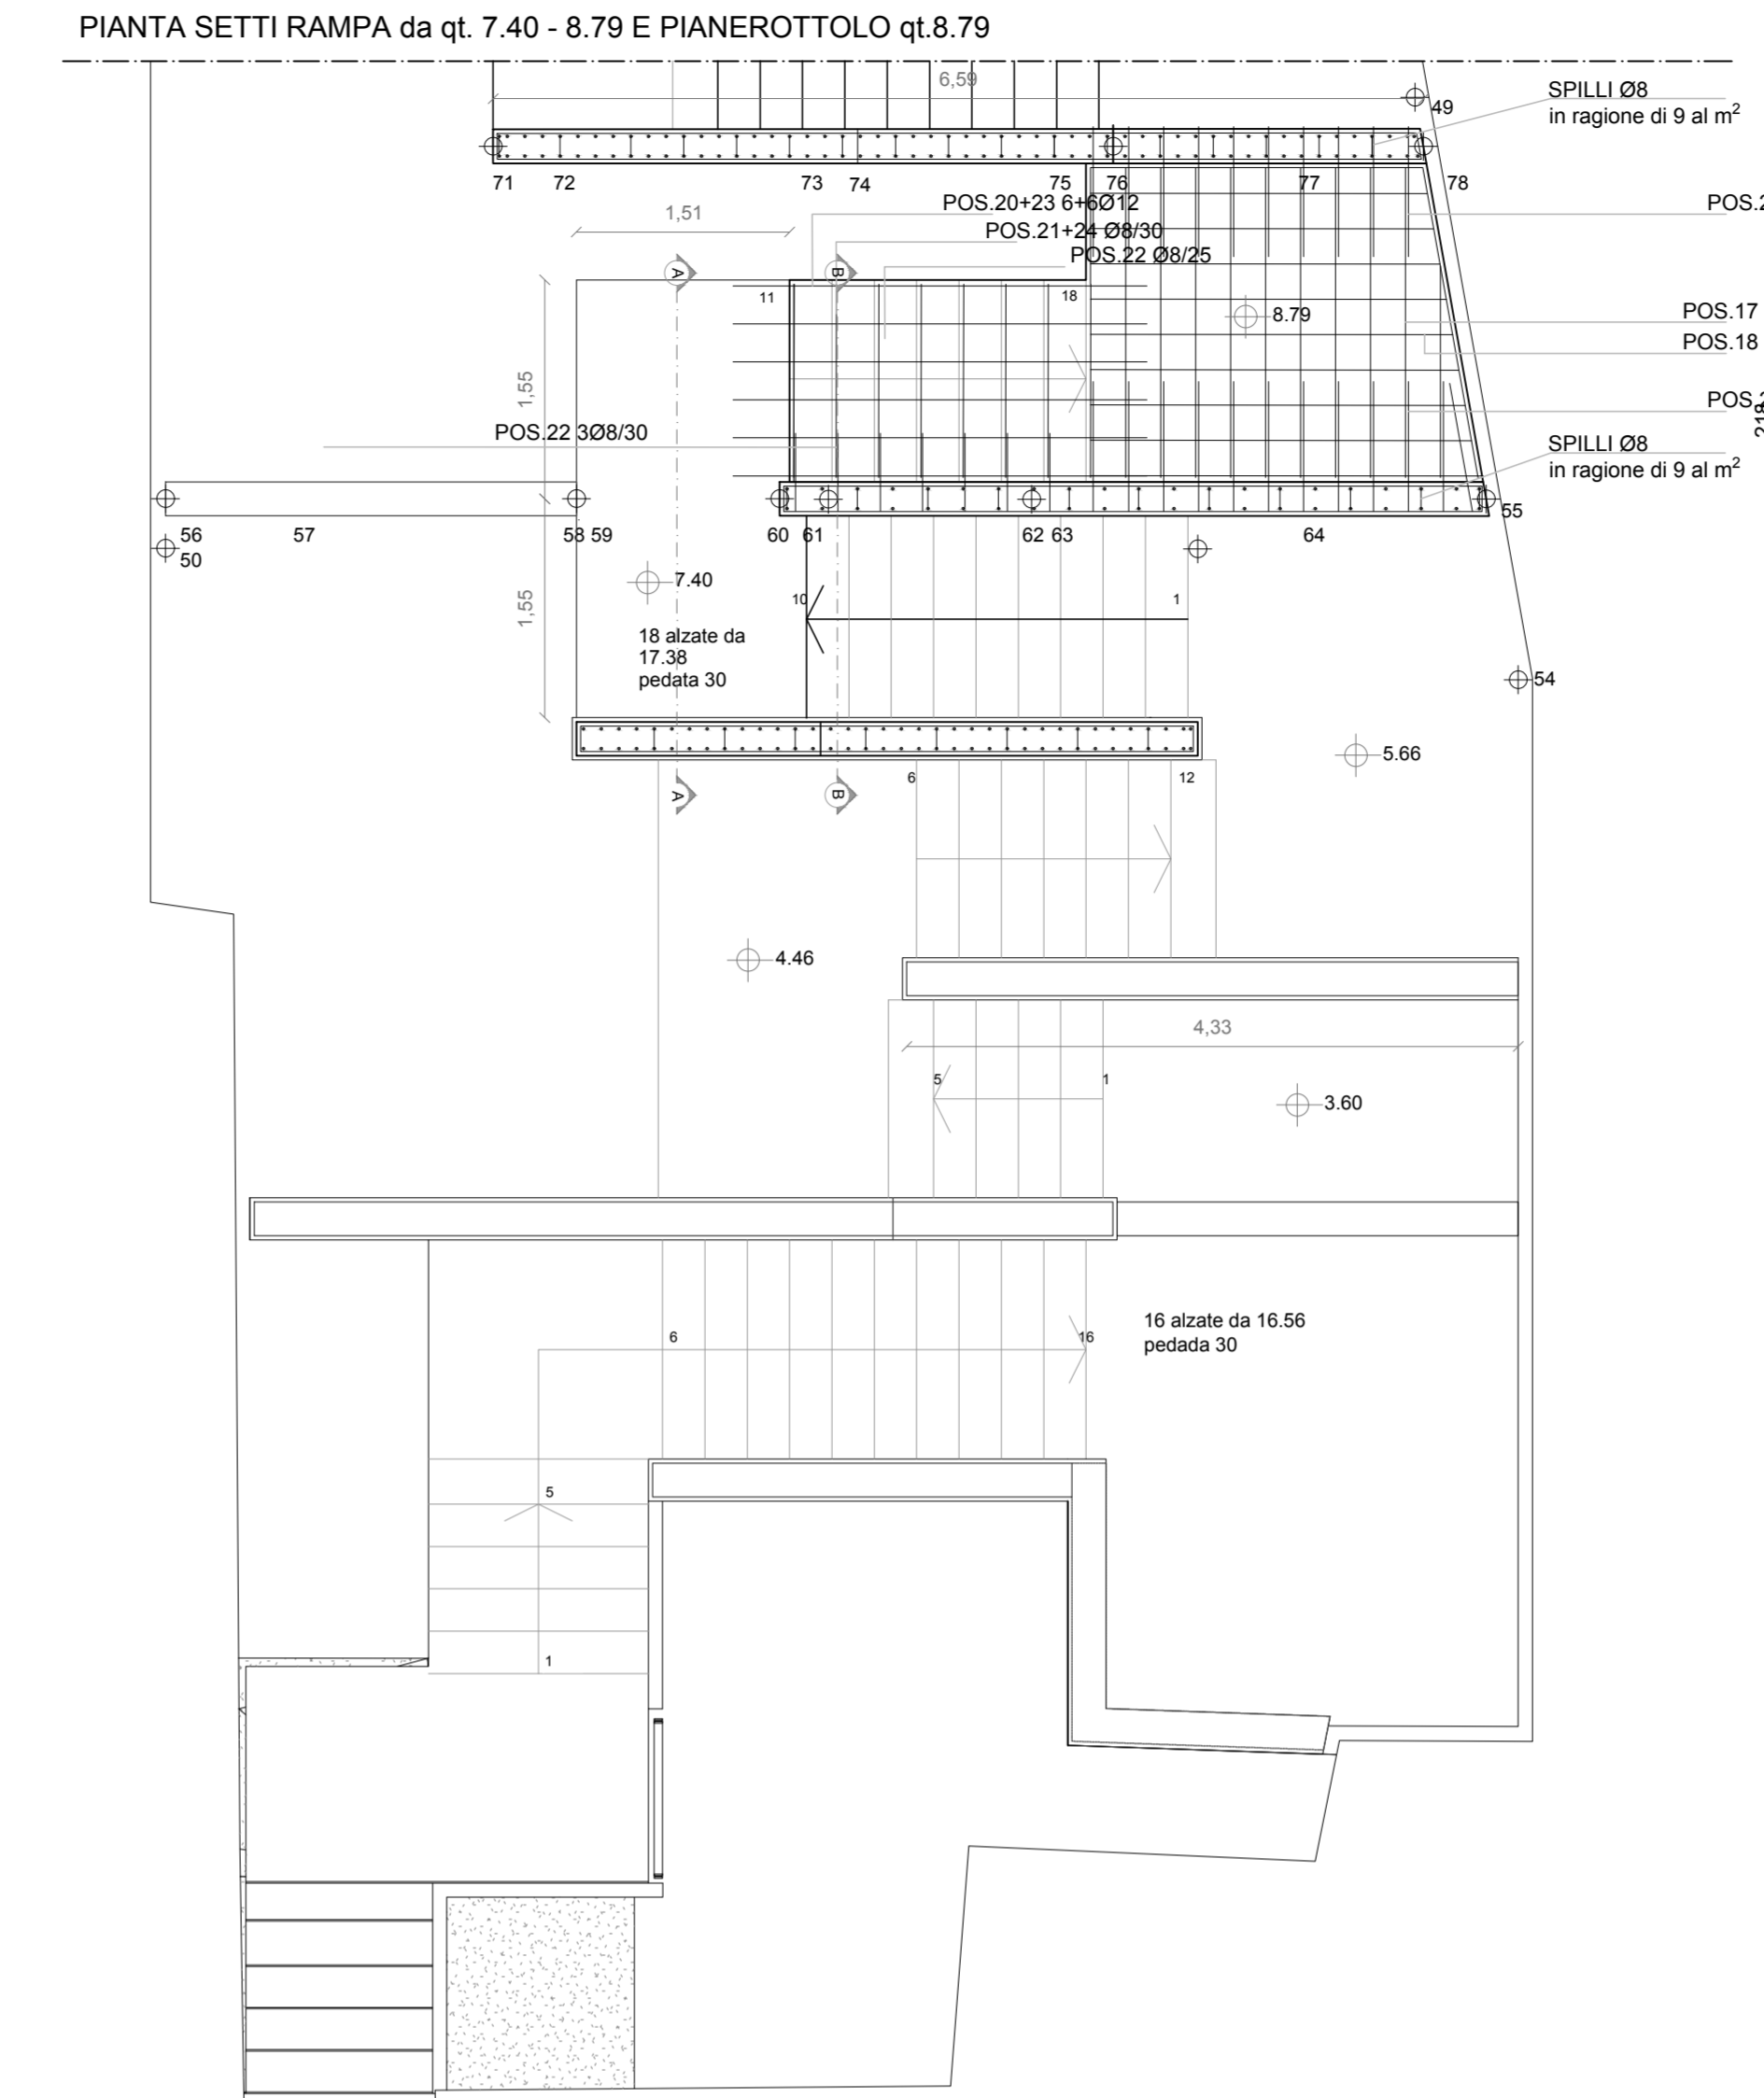 PIANTA SETTI RAMPA da qt. 7.40 - 8.79 E PIANEROTTOLO qt.8.79
6,59
49
SPILLI Ø8
in ragione di 9 al m²
71
72
73
74
75
76
77
78
1,51
POS.20+23 6+6Ø12
POS.21+24 Ø8/30
POS.22 Ø8/25
A
B
11
18
8.79
POS.17
POS.18
1,55
POS.22 3Ø8/30
SPILLI Ø8
in ragione di 9 al m²
56
57
58
59
60
61
62
63
64
55
50
7.40
10
1
1,55
18 alzate da
17.38
pedata 30
54
5.66
A
B
6
12
4.46
4,33
5
1
3.60
6
16
16 alzate da 16.56
pedada 30
5
1